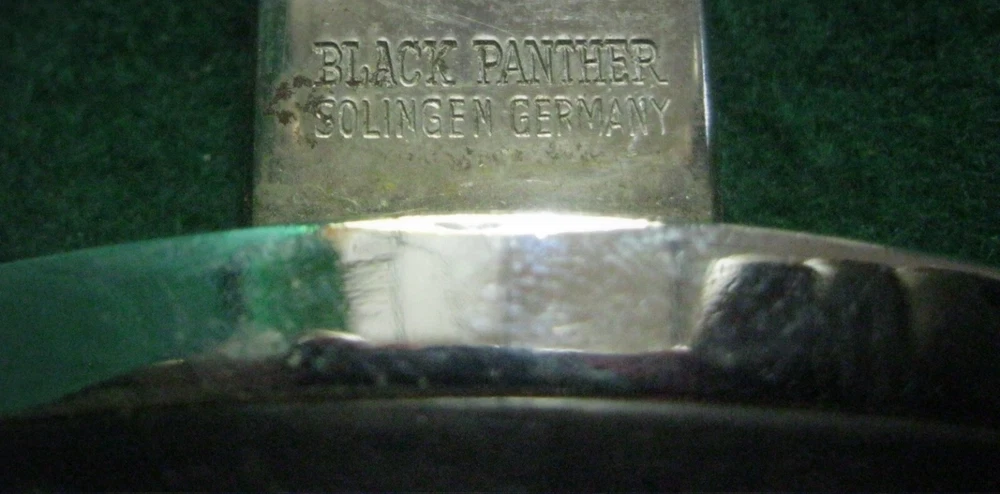 BLACK PANTHER
SOLINGEN GERMANY